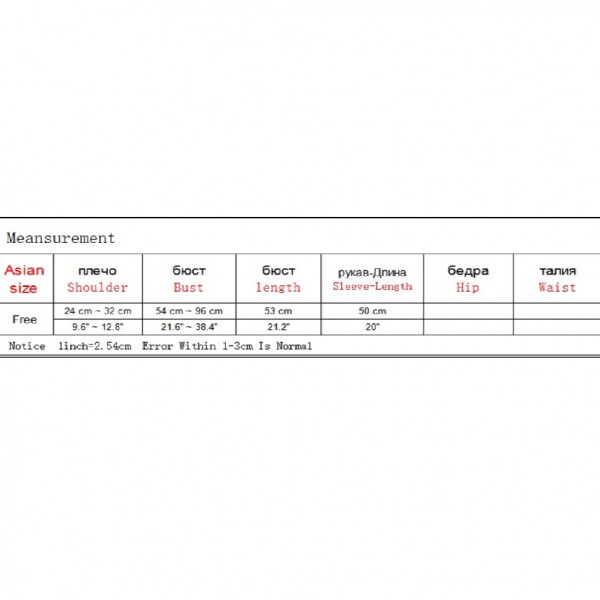 Meansurement
Asian size плечо Shoulder бюст Bust бюст length рукав-Длина Sleeve-Length бедра Hip талия Waist
Free 24 cm ~ 32 cm 54 cm ~ 96 cm 53 cm 50 cm
9.6" ~ 12.8" 21.6" ~ 38.4" 21.2" 20"
Notice 1inch=2.54cm Error Within 1-3cm Is Normal